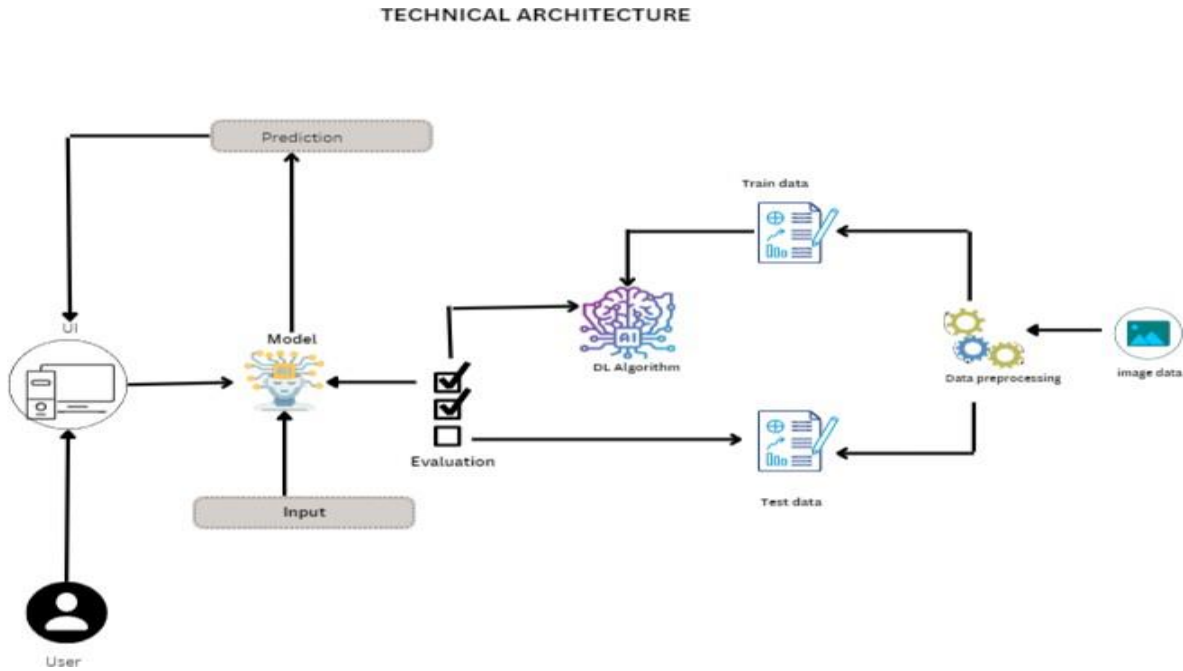 TECHNICAL ARCHITECTURE
Prediction
Train data
UI
Model
AI
DL Algorithm
Data preprocessing
image data
Evaluation
Test data
Input
User